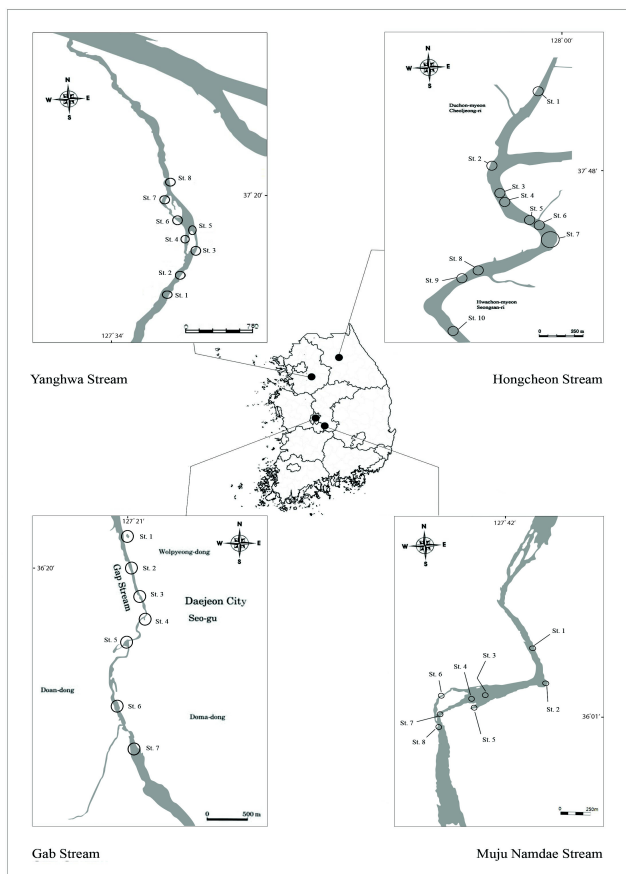 N
W E
S
St. 8
St. 7
St. 6
St. 5
St. 4
St. 3
St. 2
St. 1
37˚ 20
127˚ 34
Yanghwa Stream
128˚ 00
N
W E
S
Duchon-myeon
Cheoljeong-ri
St. 1
St. 2
37˚ 48
St. 3
St. 4
St. 5
St. 6
St. 7
St. 8
St. 9
Hwachon-myeon
Seongsan-ri
St. 10
0 250 m
Hongcheon Stream
127˚ 21'
N
W E
S
St. 1
Wolpyeong-dong
36˚ 20
St. 2
Gap Stream
St. 3
Daejeon City
Seo-gu
St. 4
St. 5
Doan-dong
St. 6
Doma-dong
St. 7
0 500 m
Gab Stream
127˚ 42
N
W E
S
St. 1
St. 3
St. 4
St. 6
St. 2
St. 7
St. 5
36˚ 01
St. 8
0 250m
Muju Namdae Stream